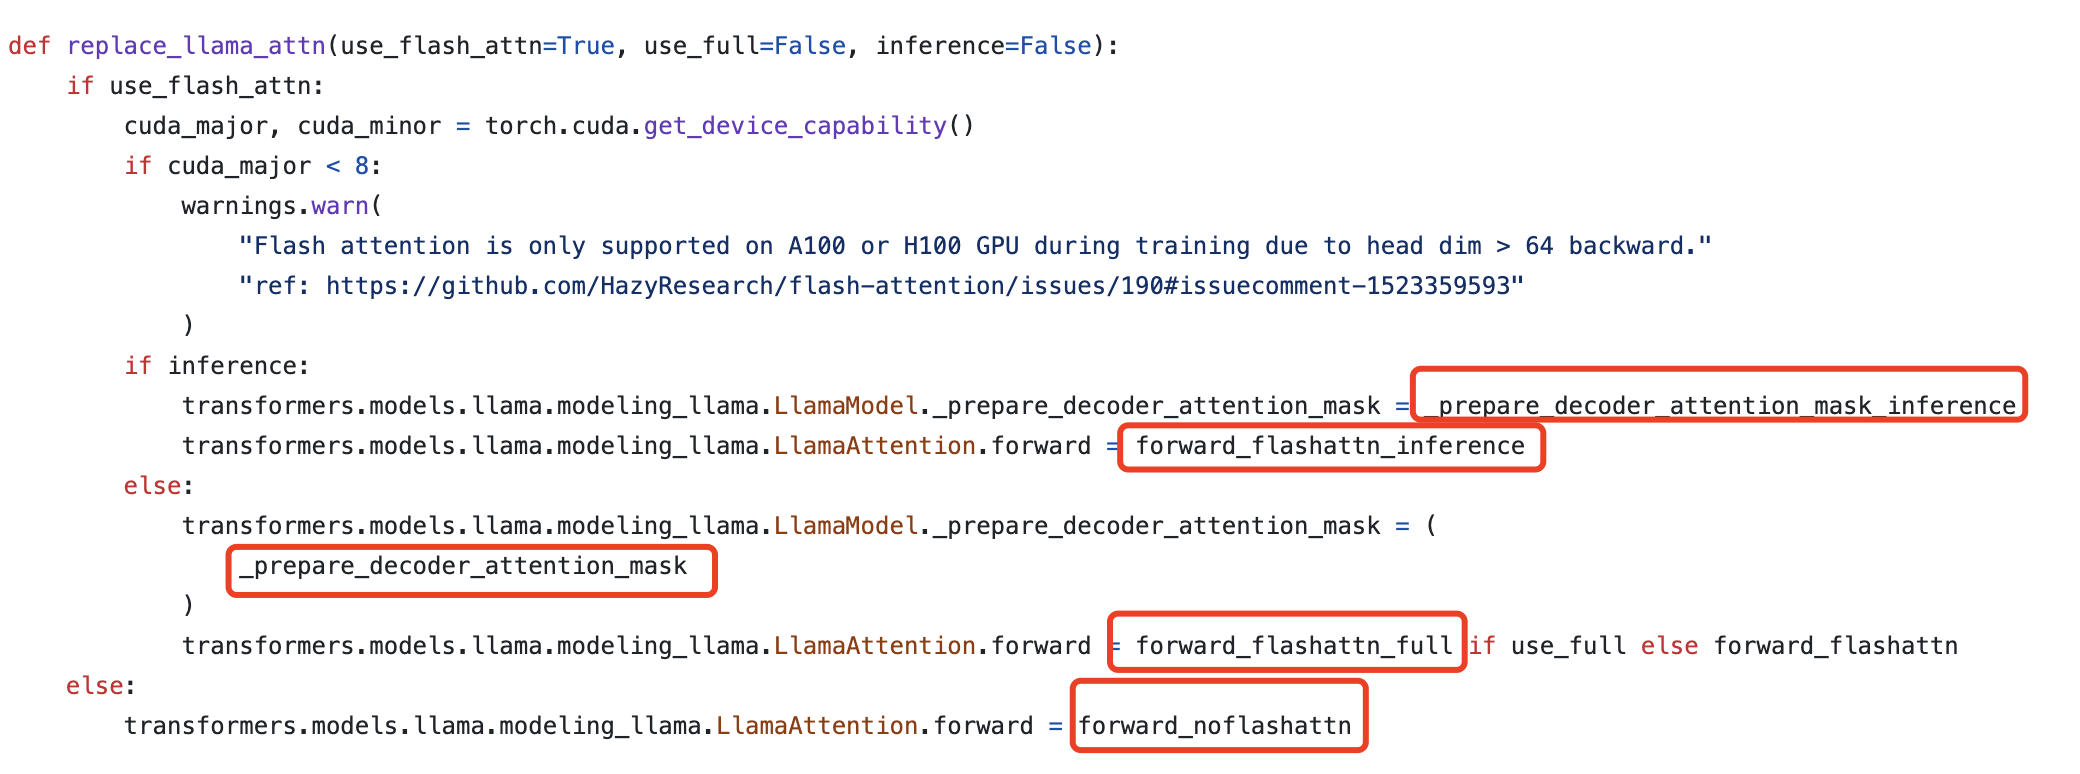 def replace_llama_attn(use_flash_attn=True, use_full=False, inference=False):
    if use_flash_attn:
        cuda_major, cuda_minor = torch.cuda.get_device_capability()
        if cuda_major < 8:
            warnings.warn(
                "Flash attention is only supported on A100 or H100 GPU during training due to head dim > 64 backward."
                "ref: https://github.com/HazyResearch/flash-attention/issues/190#issuecomment-1523359593"
            )
        if inference:
            transformers.models.llama.modeling_llama.LlamaModel._prepare_decoder_attention_mask = _prepare_decoder_attention_mask_inference
            transformers.models.llama.modeling_llama.LlamaAttention.forward = forward_flashattn_inference
        else:
            transformers.models.llama.modeling_llama.LlamaModel._prepare_decoder_attention_mask = (
                _prepare_decoder_attention_mask
            )
            transformers.models.llama.modeling_llama.LlamaAttention.forward = forward_flashattn_full if use_full else forward_flashattn
    else:
        transformers.models.llama.modeling_llama.LlamaAttention.forward = forward_noflashattn